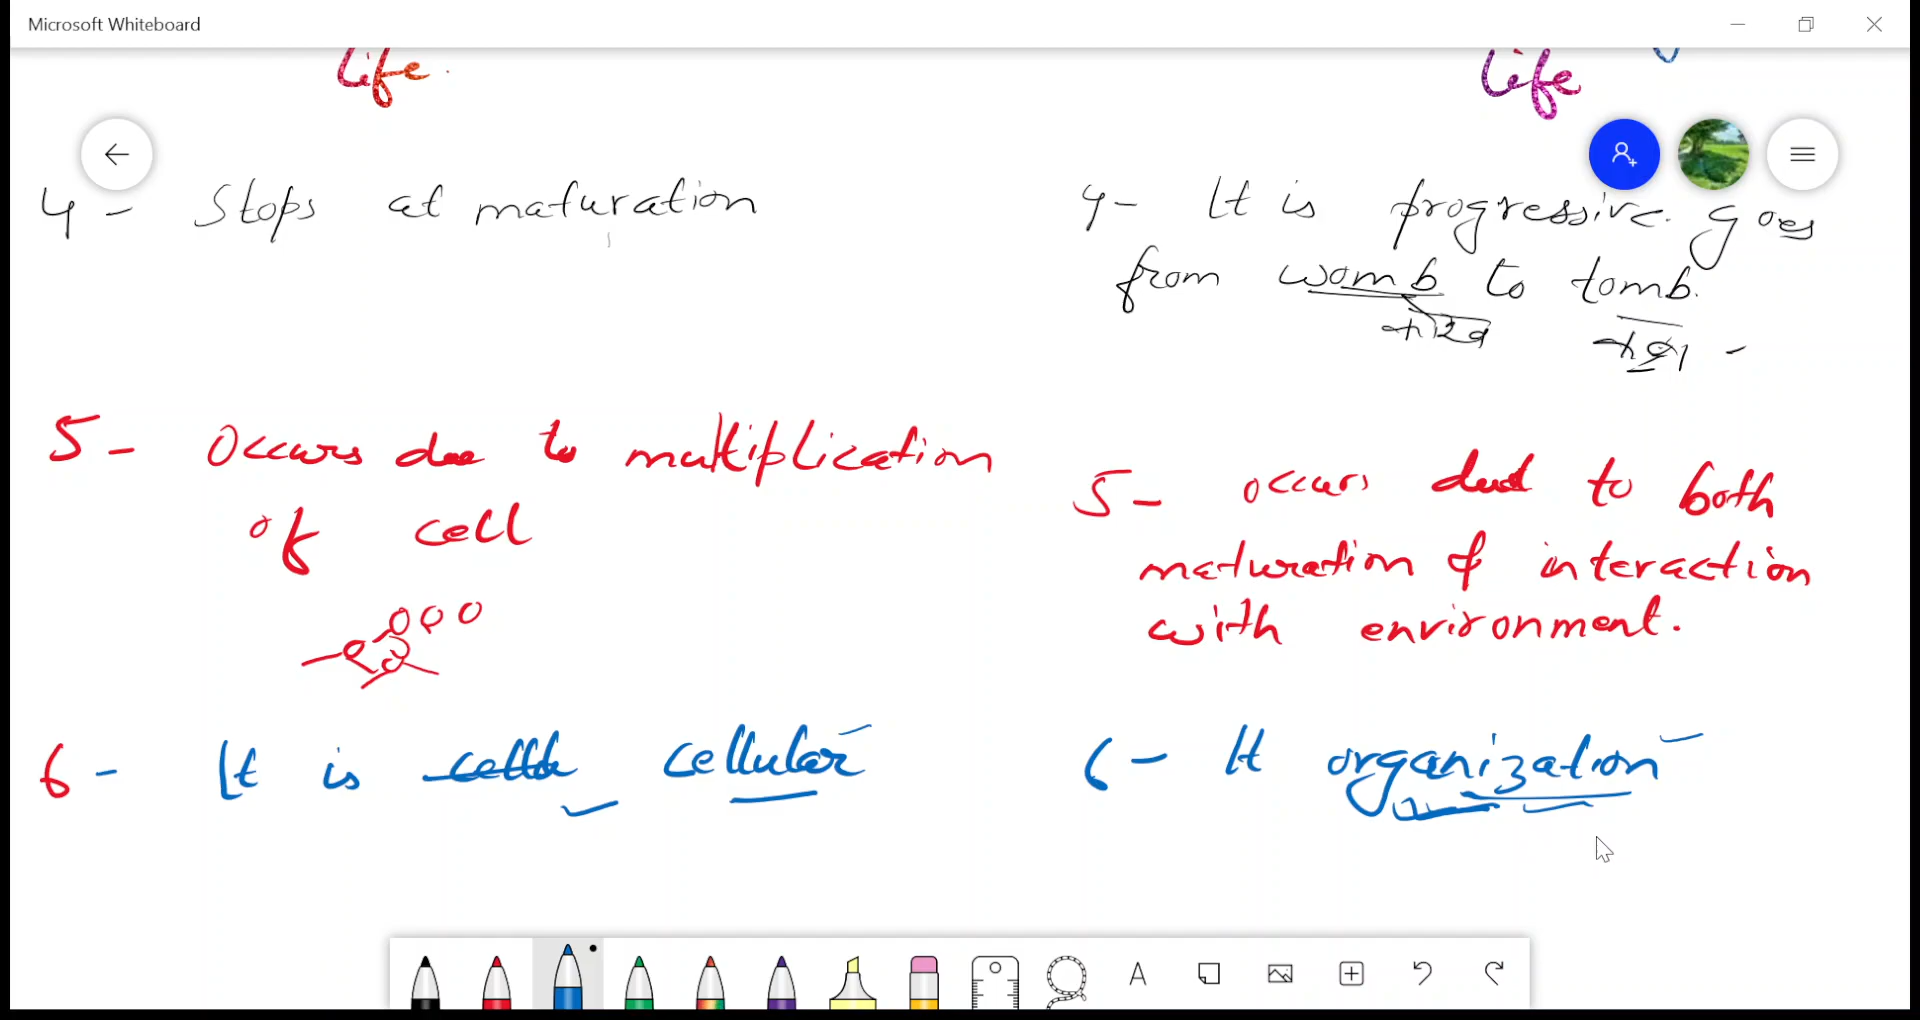 Microsoft Whiteboard
Life.
4 - Stops at maturation
5 - Occurs due to multiplication
of cell
6 - It is cellular
Life
4 - It is progressive. goes
from womb to tomb.
5 - occurs due to both
maturation & interaction
with environment.
6 - It organization